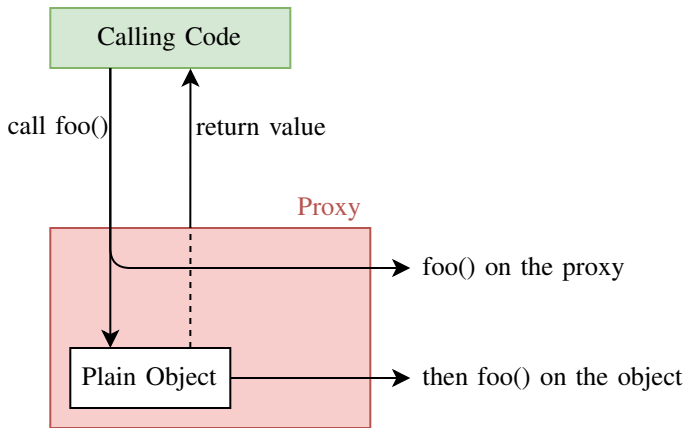 Calling Code
call foo()
return value
Proxy
foo() on the proxy
Plain Object
then foo() on the object